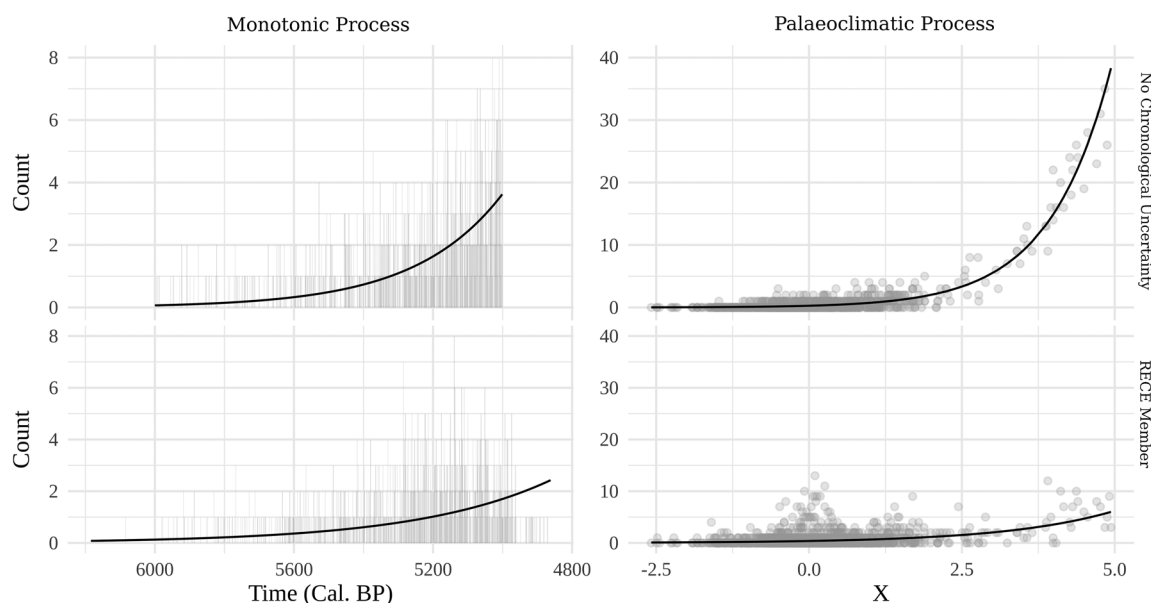 Monotonic Process
Palaeoclimatic Process
8
6
4
2
0
Count
40
30
20
10
0
No Chronological Uncertainty
8
6
4
2
0
Count
40
30
20
10
0
RECE Member
6000 5600 5200 4800
-2.5 0.0 2.5 5.0
Time (Cal. BP)
X